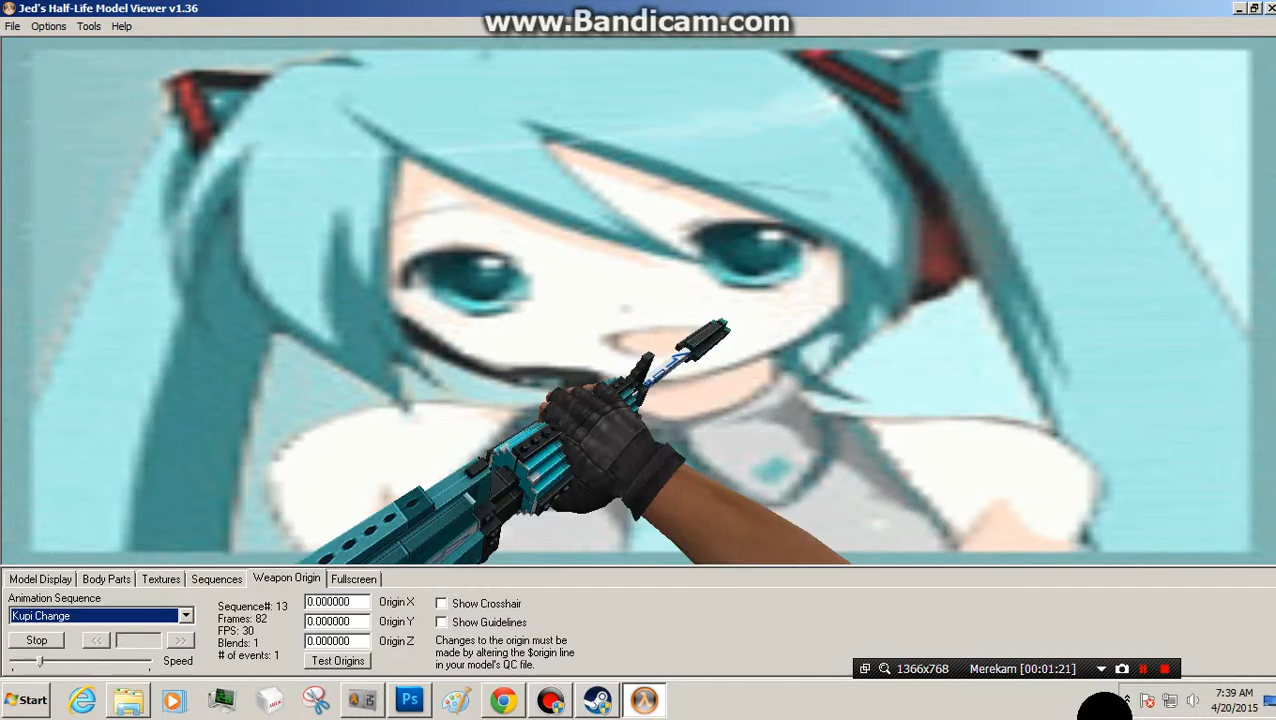 Jed's Half-Life Model Viewer v1.36
www.Bandicam.com
File Options Tools Help
Model Display Body Parts Textures Sequences Weapon Origin Fullscreen
Animation Sequence
Kupi Change
Stop << >>
Speed
Sequence#: 13
Frames: 82
FPS: 30
Blends: 1
# of events: 1
0.000000 Origin X
0.000000 Origin Y
0.000000 Origin Z
Test Origins
Show Crosshair
Show Guidelines
Changes to the origin must be
made by altering the $origin line
in your model's QC file.
1366x768 Merekam [00:01:21]
Start
Ps
7:39 AM
4/20/2015